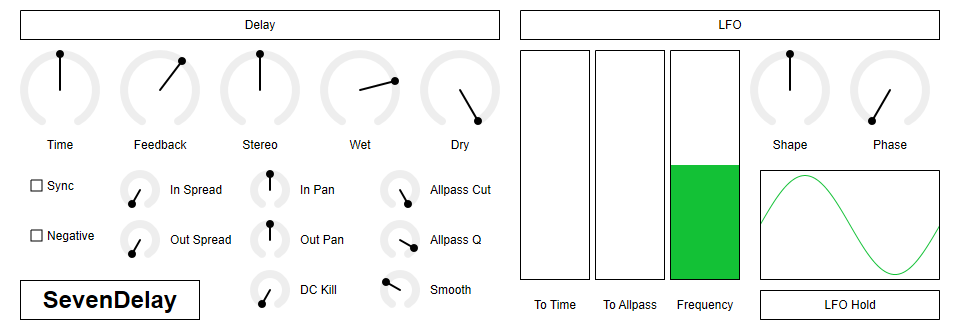 Delay
LFO
Time
Feedback
Stereo
Wet
Dry
Shape
Phase
Sync
In Spread
In Pan
Allpass Cut
Negative
Out Spread
Out Pan
Allpass Q
SevenDelay
DC Kill
Smooth
To Time
To Allpass
Frequency
LFO Hold